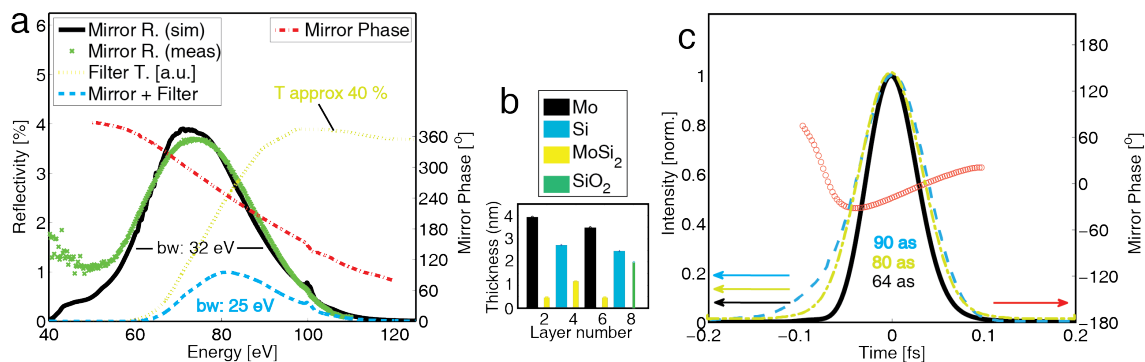 a
Mirror R. (sim)
Mirror R. (meas)
Filter T. [a.u.]
Mirror + Filter
Mirror Phase
T approx 40 %
bw: 32 eV
bw: 25 eV
Reflectivity [%]
6
5
4
3
2
1
0
40
60
80
100
120
Energy [eV]
360
300
240
180
120
60
0
Mirror Phase [°]
b
Mo
Si
MoSi2
SiO2
Thickness (nm)
4
3
2
1
0
2 4 6 8
Layer number
c
Intensity [norm.]
1
0.8
0.6
0.4
0.2
0
90 as
80 as
64 as
−0.2 −0.1 0 0.1 0.2
Time [fs]
180
120
60
0
−60
−120
−180
Mirror Phase [°]